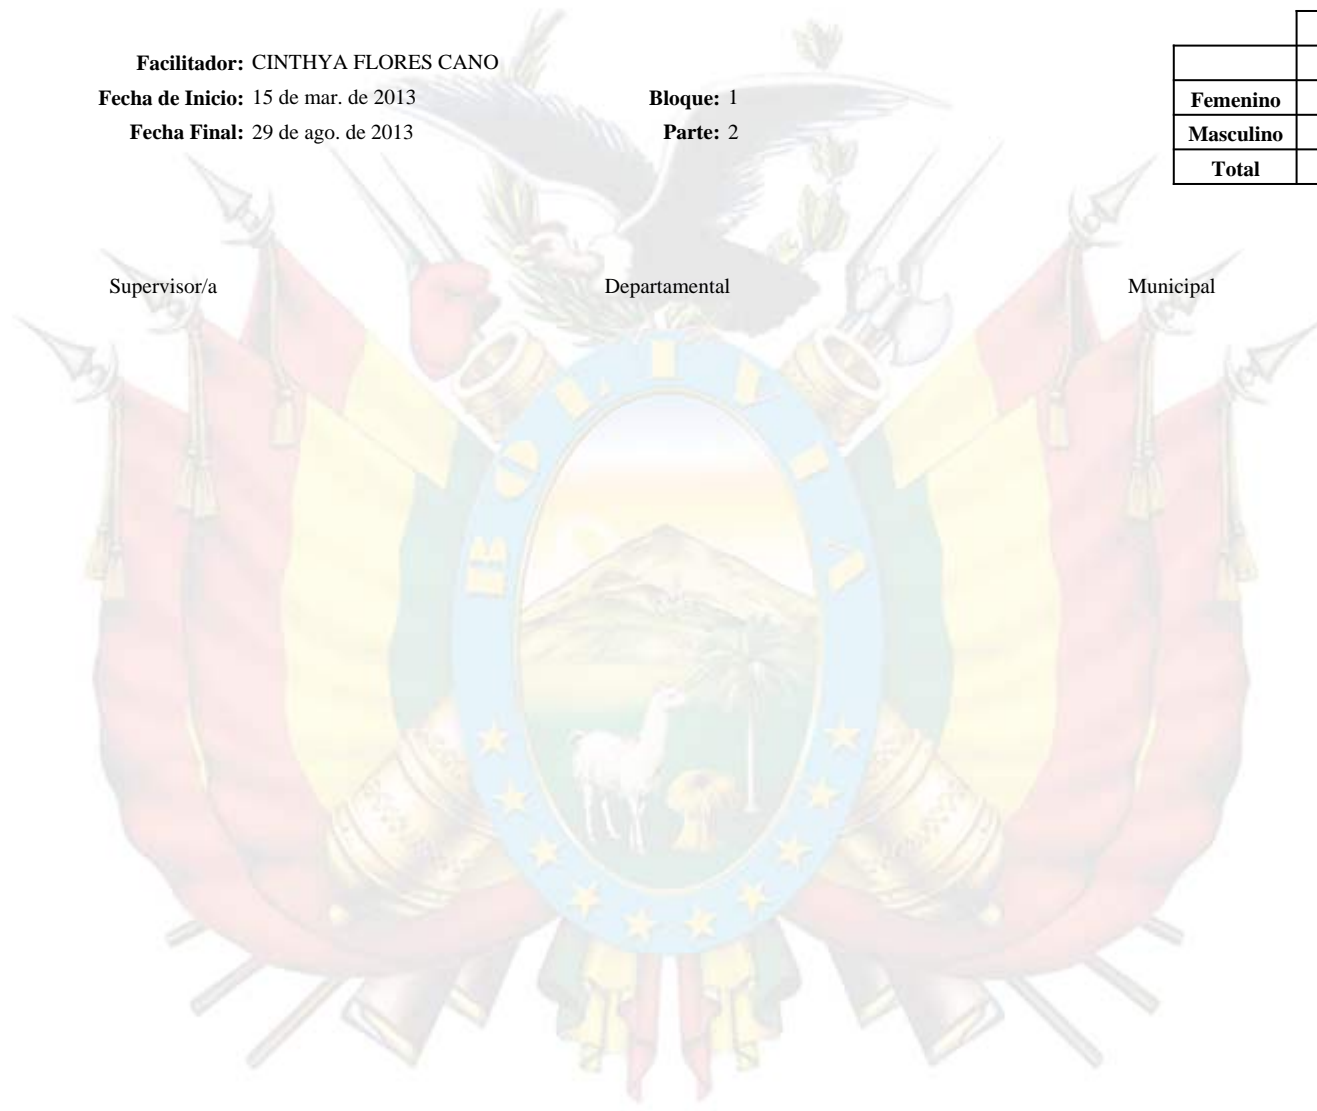 Facilitador: CINTHYA FLORES CANO
Fecha de Inicio: 15 de mar. de 2013 Bloque: 1
Femenino
Fecha Final: 29 de ago. de 2013 Parte: 2
Masculino
Total
Supervisor/a Departamental Municipal
BOLIVIA